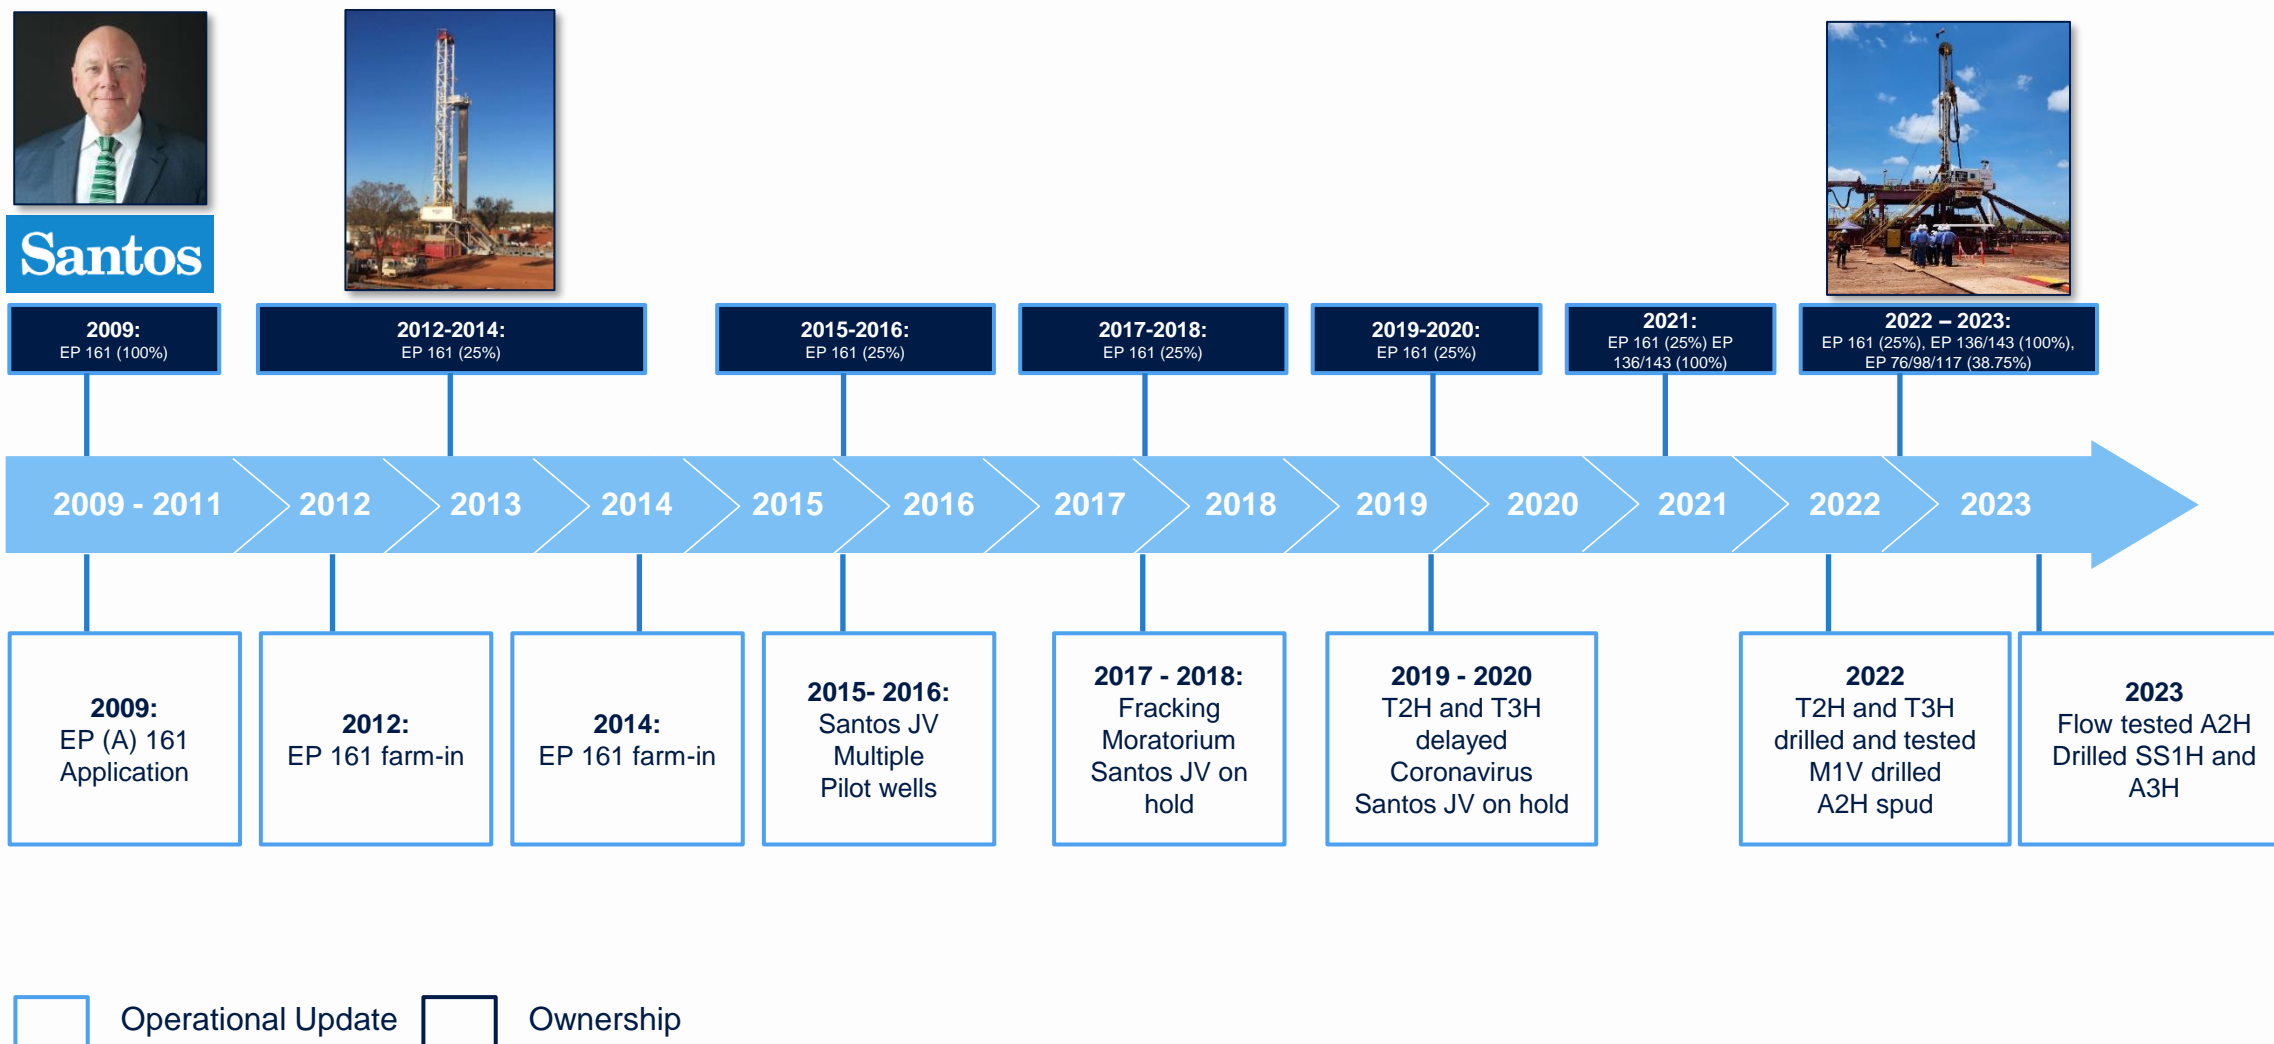 Santos
2009:
EP 161 (100%)
2012-2014:
EP 161 (25%)
2015-2016:
EP 161 (25%)
2017-2018:
EP 161 (25%)
2019-2020:
EP 161 (25%)
2021:
EP 161 (25%) EP
136/143 (100%)
2022 – 2023:
EP 161 (25%), EP 136/143 (100%),
EP 76/98/117 (38.75%)
2009 - 2011
2012
2013
2014
2015
2016
2017
2018
2019
2020
2021
2022
2023
2009:
EP (A) 161
Application
2012:
EP 161 farm-in
2014:
EP 161 farm-in
2015- 2016:
Santos JV
Multiple
Pilot wells
2017 - 2018:
Fracking
Moratorium
Santos JV on
hold
2019 - 2020
T2H and T3H
delayed
Coronavirus
Santos JV on hold
2022
T2H and T3H
drilled and tested
M1V drilled
A2H spud
2023
Flow tested A2H
Drilled SS1H and
A3H
Operational Update
Ownership